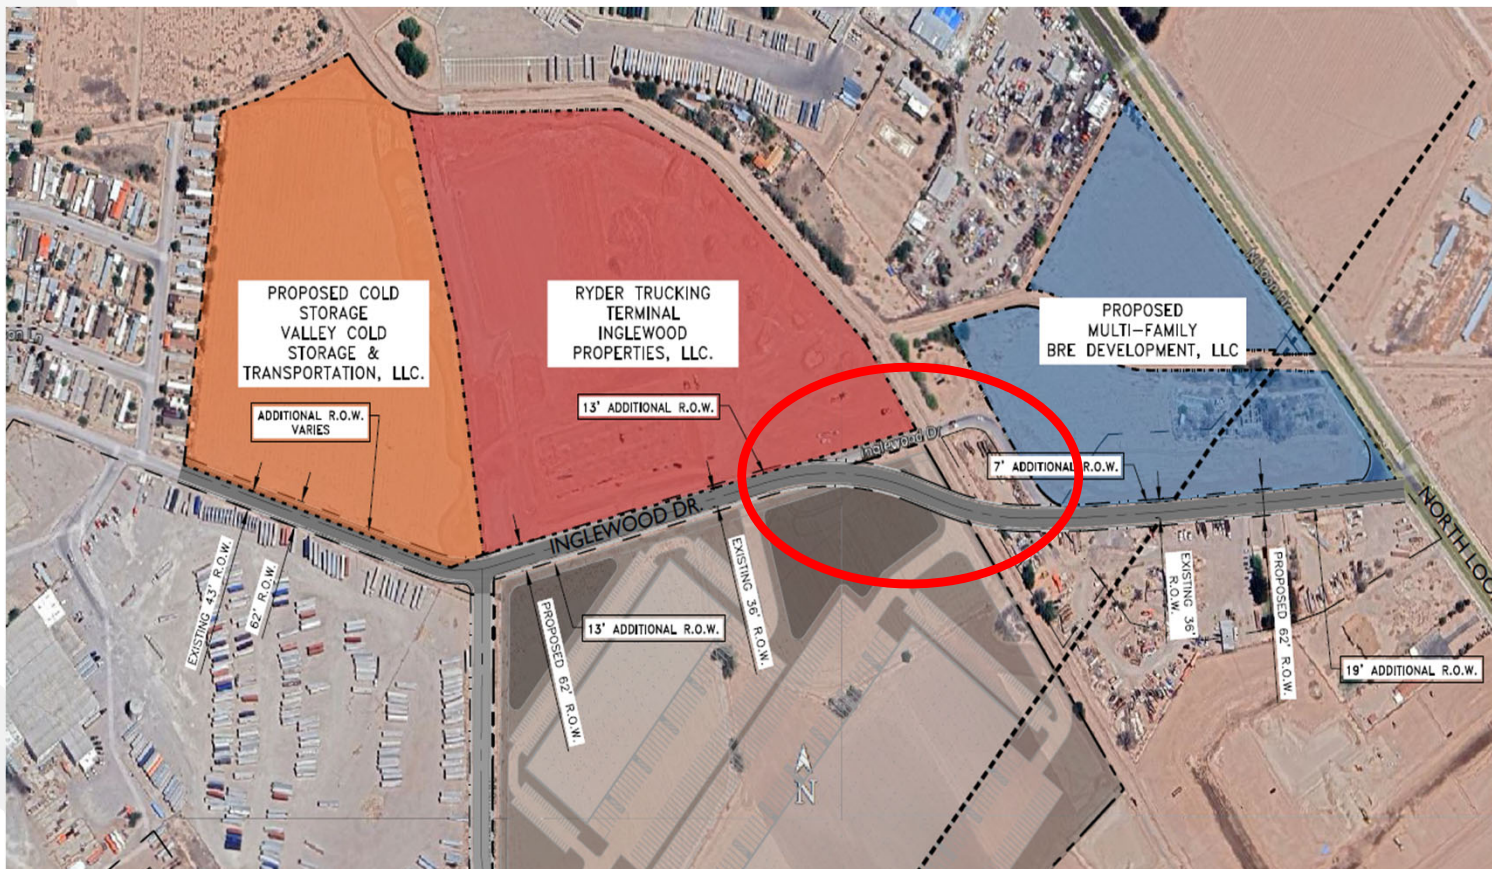 PROPOSED COLD
STORAGE
VALLEY COLD
STORAGE &
TRANSPORTATION, LLC.
RYDER TRUCKING
TERMINAL
INGLEWOOD
PROPERTIES, LLC.
PROPOSED
MULTI-FAMILY
BRE DEVELOPMENT, LLC
ADDITIONAL R.O.W.
VARIES
13' ADDITIONAL R.O.W.
Inglewood Dr
7' ADDITIONAL R.O.W.
INGLEWOOD DR.
NORTH LOO
EXISTING 43' R.O.W.
62' R.O.W.
PROPOSED 62' R.O.W.
13' ADDITIONAL R.O.W.
EXISTING 36' R.O.W.
EXISTING 36'
R.O.W.
PROPOSED 62' R.O.W.
19' ADDITIONAL R.O.W.
N